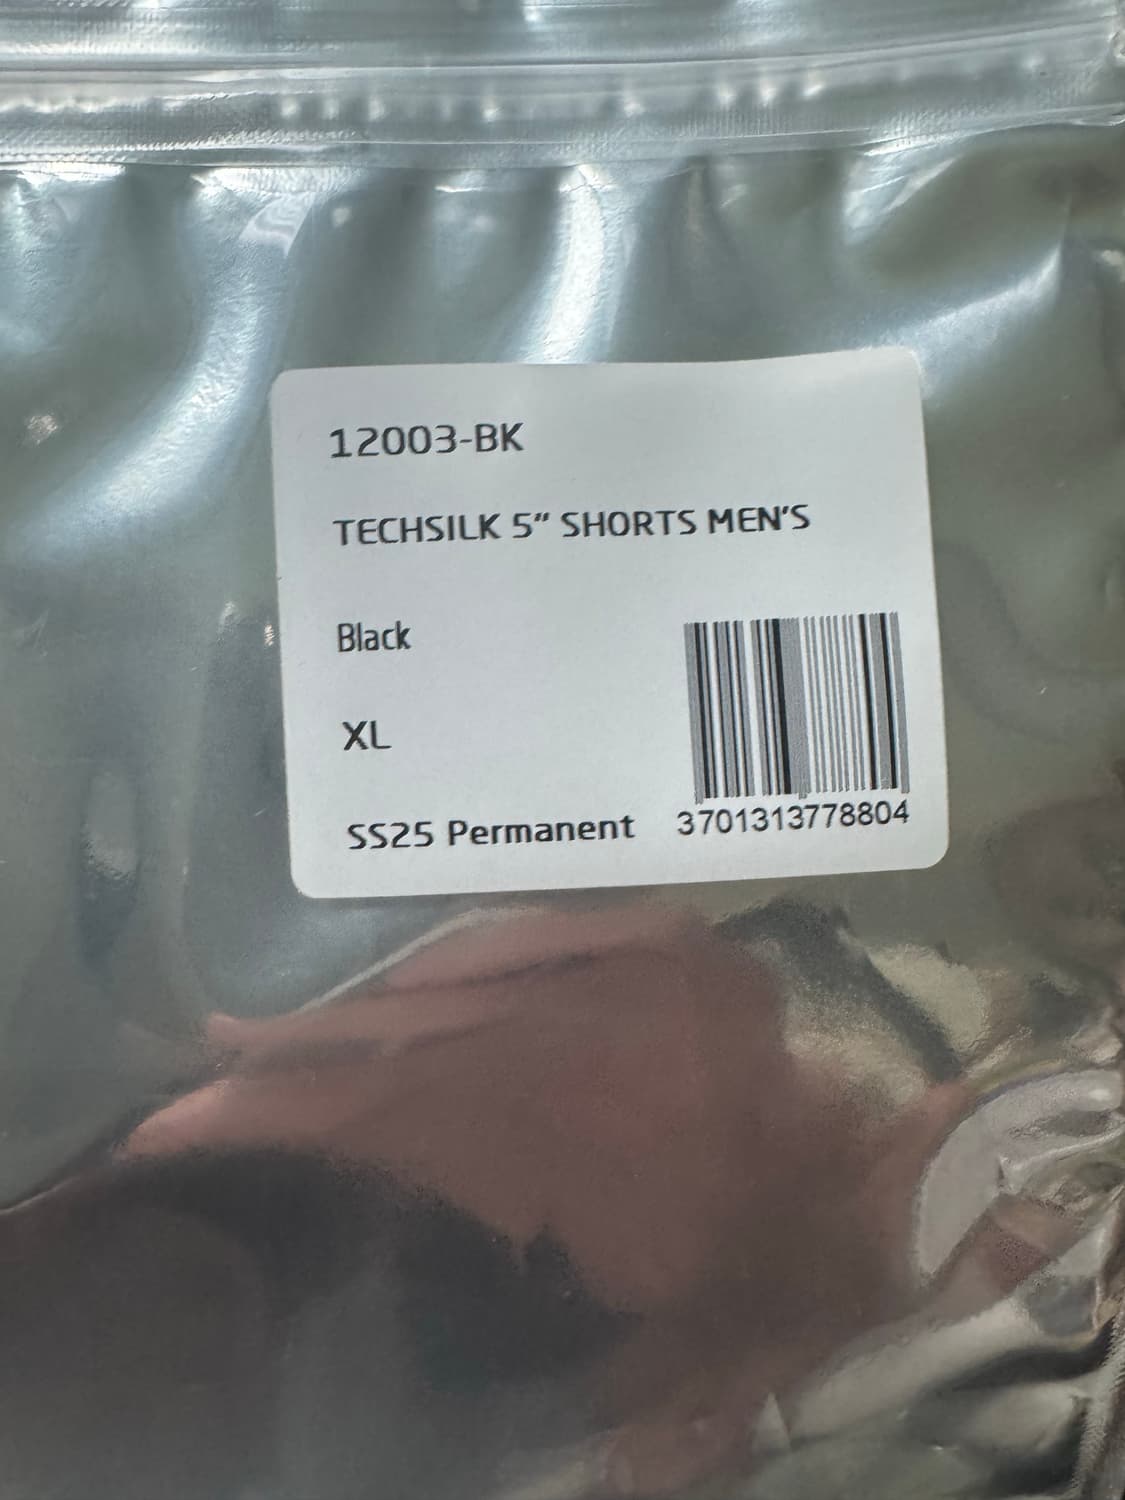 12003-BK
TECHSILK 5” SHORTS MEN’S
Black
XL
SS25 Permanent
3701313778804